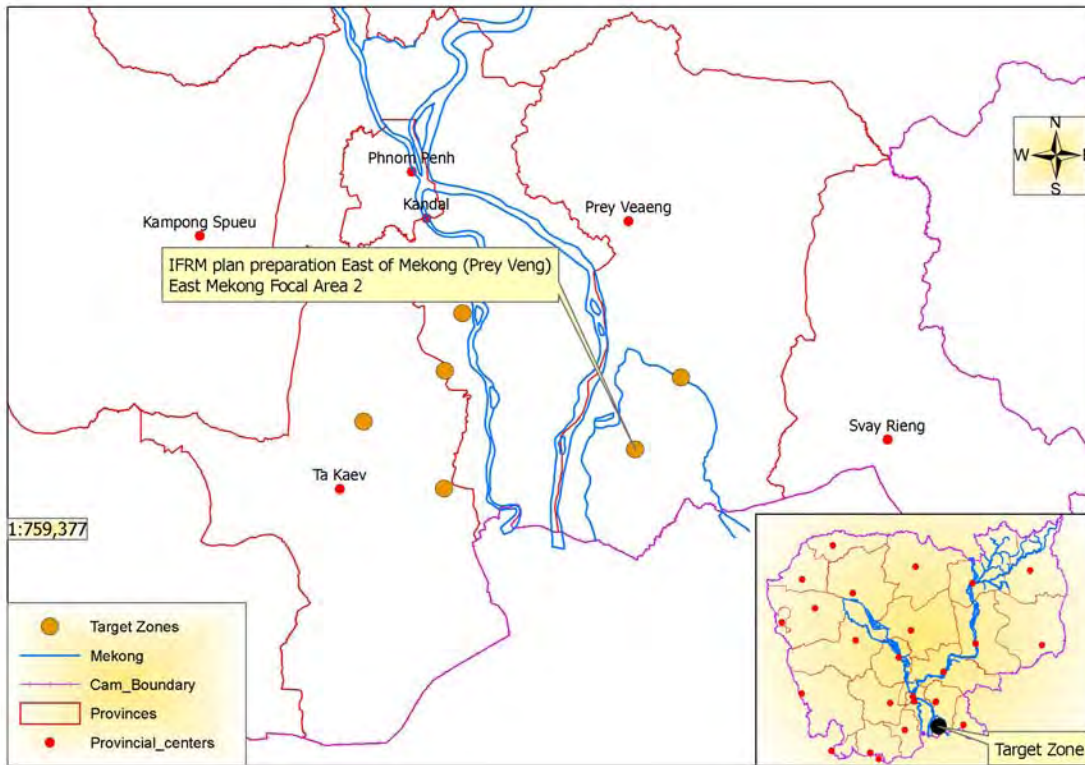 N
W
E
S
Phnom Penh
Kandal
Prey Veaeng
Kampong Spueu
IFRM plan preparation East of Mekong (Prey Veng)
East Mekong Focal Area 2
Svay Rieng
Ta Kaev
1:759,377
Target Zones
Mekong
Cam_Boundary
Provinces
Provincial_centers
Target Zone